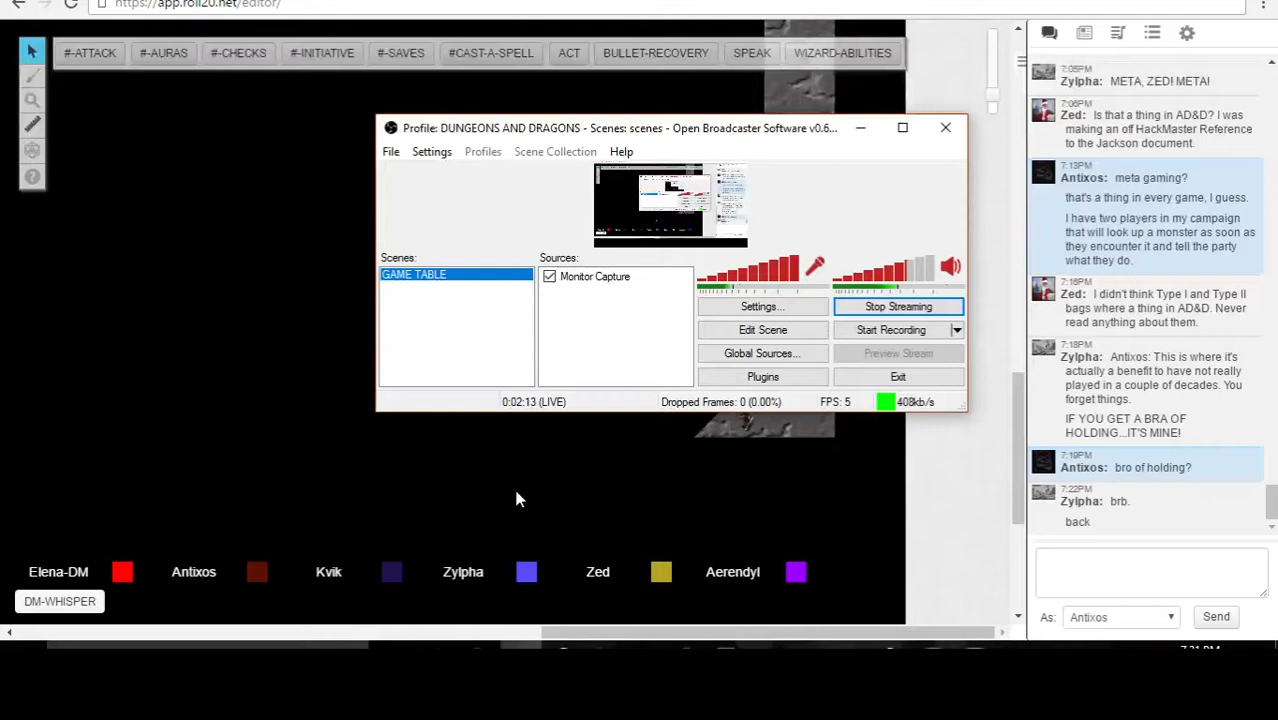 https://app.roll20.net/editor/
#-ATTACK
#-AURAS
#-CHECKS
#-INITIATIVE
#-SAVES
#CAST-A-SPELL
ACT
BULLET-RECOVERY
SPEAK
WIZARD-ABILITIES
Profile: DUNGEONS AND DRAGONS - Scenes: scenes - Open Broadcaster Software v0.6...
File Settings Profiles Scene Collection Help
Scenes:
GAME TABLE
Sources:
Monitor Capture
Settings...
Stop Streaming
Edit Scene
Start Recording
Global Sources...
Preview Stream
Plugins
Exit
0:02:13 (LIVE)
Dropped Frames: 0 (0.00%)
FPS: 5
408kb/s
Elena-DM
Antixos
Kvik
Zylpha
Zed
Aerendyl
DM-WHISPER
7:05PM
Zylpha: META, ZED! META!
7:06PM
Zed: Is that a thing in AD&D? I was
making an off HackMaster Reference
to the Jackson document.
7:13PM
Antixos: meta gaming?
that's a thing in every game, I guess.
I have two players in my campaign
that will look up a monster as soon as
they encounter it and tell the party
what they do.
7:16PM
Zed: I didn't think Type I and Type II
bags where a thing in AD&D. Never
read anything about them.
7:18PM
Zylpha: Antixos: This is where it's
actually a benefit to have not really
played in a couple of decades. You
forget things.
IF YOU GET A BRA OF
HOLDING...IT'S MINE!
7:19PM
Antixos: bro of holding?
7:22PM
Zylpha: brb.
back
As:
Antixos
Send